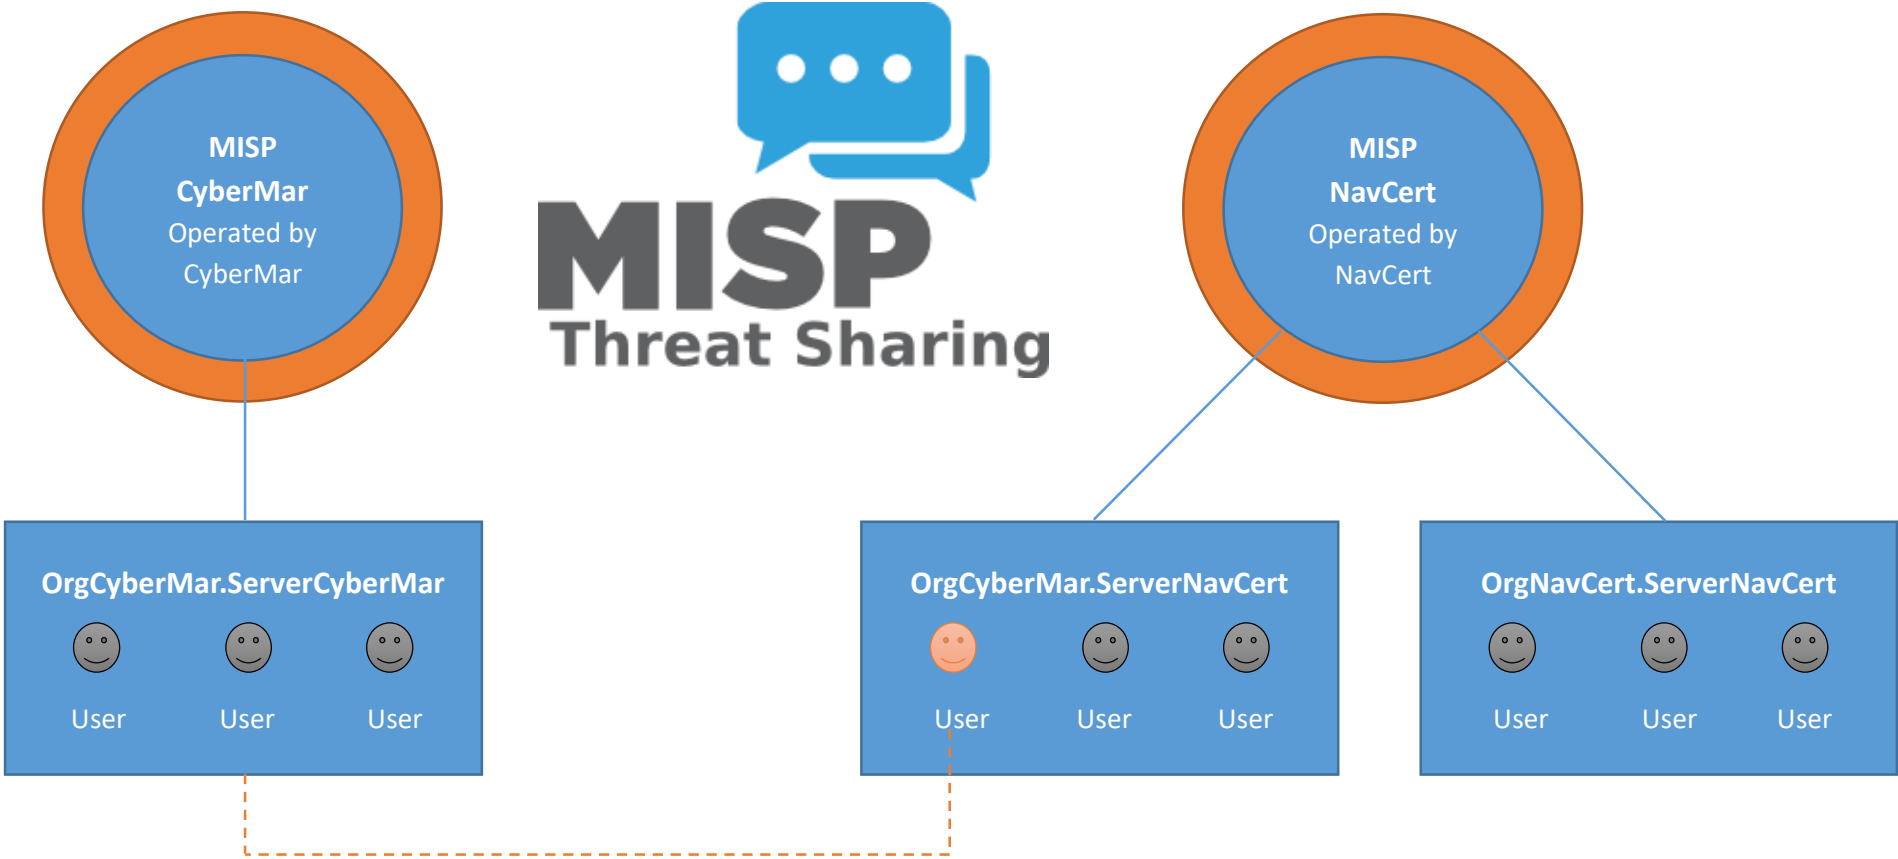 MISP
CyberMar
Operated by
CyberMar
MISP
Threat Sharing
MISP
NavCert
Operated by
NavCert
OrgCyberMar.ServerCyberMar
User
User
User
OrgCyberMar.ServerNavCert
User
User
User
OrgNavCert.ServerNavCert
User
User
User